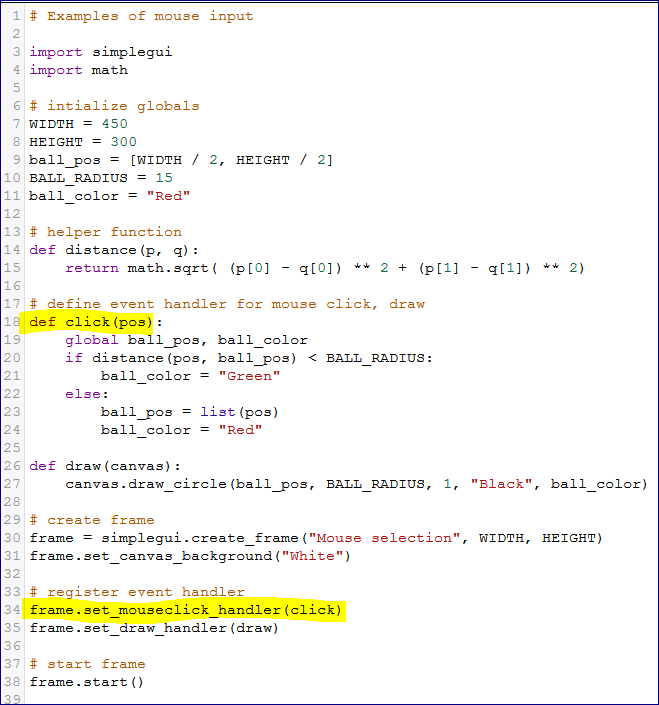 1 # Examples of mouse input
2
3 import simplegui
4 import math
5
6 # intialize globals
7 WIDTH = 450
8 HEIGHT = 300
9 ball_pos = [WIDTH / 2, HEIGHT / 2]
10 BALL_RADIUS = 15
11 ball_color = "Red"
12
13 # helper function
14 def distance(p, q):
15     return math.sqrt( (p[0] - q[0]) ** 2 + (p[1] - q[1]) ** 2)
16
17 # define event handler for mouse click, draw
18 def click(pos):
19     global ball_pos, ball_color
20     if distance(pos, ball_pos) < BALL_RADIUS:
21         ball_color = "Green"
22     else:
23         ball_pos = list(pos)
24         ball_color = "Red"
25
26 def draw(canvas):
27     canvas.draw_circle(ball_pos, BALL_RADIUS, 1, "Black", ball_color)
28
29 # create frame
30 frame = simplegui.create_frame("Mouse selection", WIDTH, HEIGHT)
31 frame.set_canvas_background("White")
32
33 # register event handler
34 frame.set_mouseclick_handler(click)
35 frame.set_draw_handler(draw)
36
37 # start frame
38 frame.start()
39